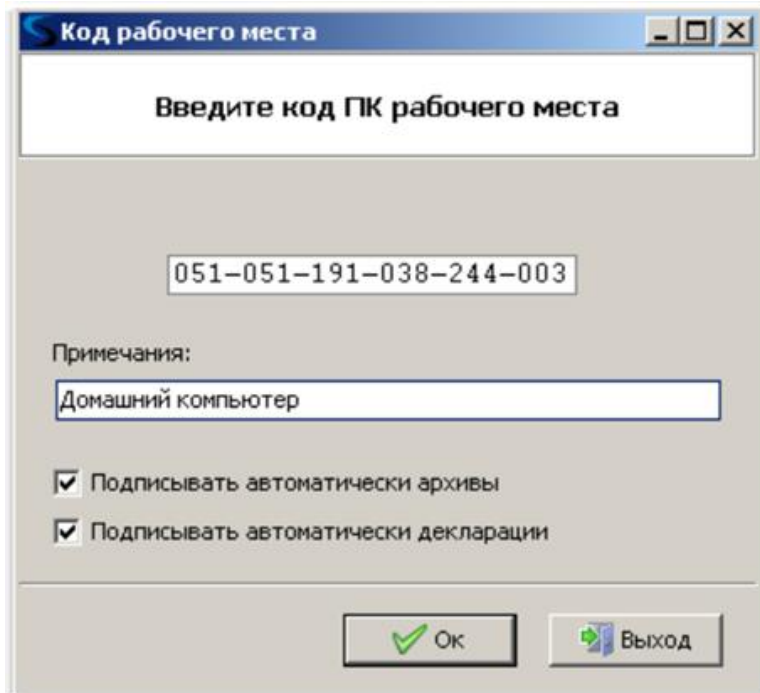 Код рабочего места
Введите код ПК рабочего места
051-051-191-038-244-003
Примечания:
Домашний компьютер
Подписывать автоматически архивы
Подписывать автоматически декларации
Ок
Выход